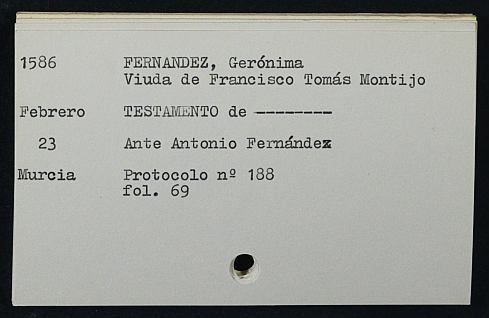 1586 FERNANDEZ, Gerónima
Viuda de Francisco Tomás Montijo
Febrero TESTAMENTO de --------
23 Ante Antonio Fernández
Murcia Protocolo nº 188
fol. 69